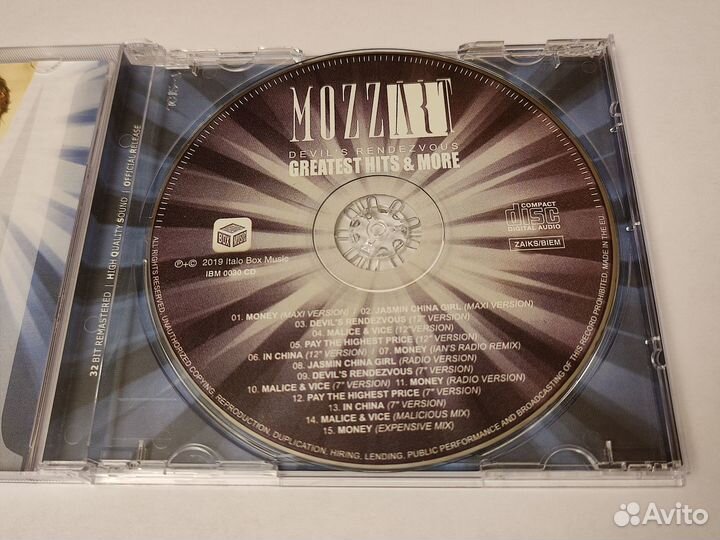 MOZZART
DEVIL'S RENDEZVOUS
GREATEST HITS & MORE
BOX MUSIC
℗+© 2019 Italo Box Music
IBM 0030 CD
COMPACT
disc
DIGITAL AUDIO
ZAIKS/BIEM
01. MONEY (MAXI VERSION) / 02. JASMIN CHINA GIRL (MAXI VERSION)
03. DEVIL'S RENDEZVOUS (12" VERSION)
04. MALICE & VICE (12" VERSION)
05. PAY THE HIGHEST PRICE (12" VERSION)
06. IN CHINA (12" VERSION) 07. MONEY (IAN'S RADIO REMIX)
08. JASMIN CHINA GIRL (RADIO VERSION)
09. DEVIL'S RENDEZVOUS (7" VERSION)
10. MALICE & VICE (7" VERSION) 11. MONEY (RADIO VERSION)
12. PAY THE HIGHEST PRICE (7" VERSION)
13. IN CHINA (7" VERSION)
14. MALICE & VICE (MALICIOUS MIX)
15. MONEY (EXPENSIVE MIX)
ALL RIGHTS RESERVED. UNAUTHORIZED COPYING, REPRODUCTION, DUPLICATION, HIRING, LENDING, PUBLIC PERFORMANCE AND BROADCASTING OF THIS RECORD PROHIBITED. MADE IN THE EU
32 BIT REMASTERED | HIGH QUALITY SOUND | OFFICIAL RELEASE
Avito